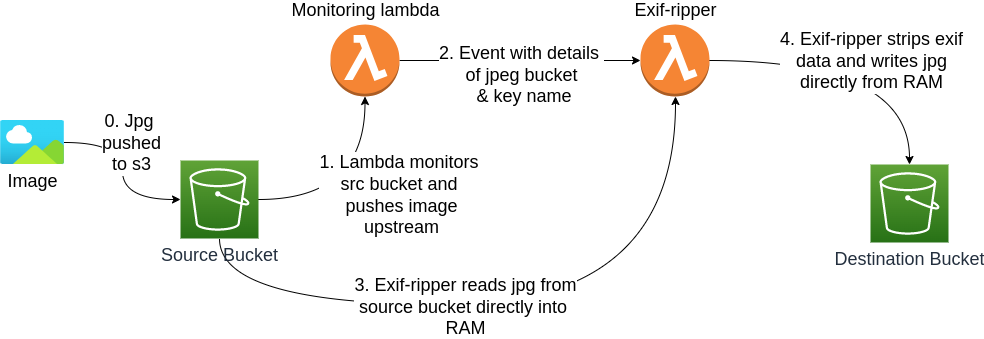 Monitoring lambda
Exif-ripper
2. Event with details
of jpeg bucket
& key name
4. Exif-ripper strips exif
data and writes jpg
directly from RAM
0. Jpg
pushed
to s3
Image
1. Lambda monitors
src bucket and
pushes image
upstream
Source Bucket
Destination Bucket
3. Exif-ripper reads jpg from
source bucket directly into
RAM